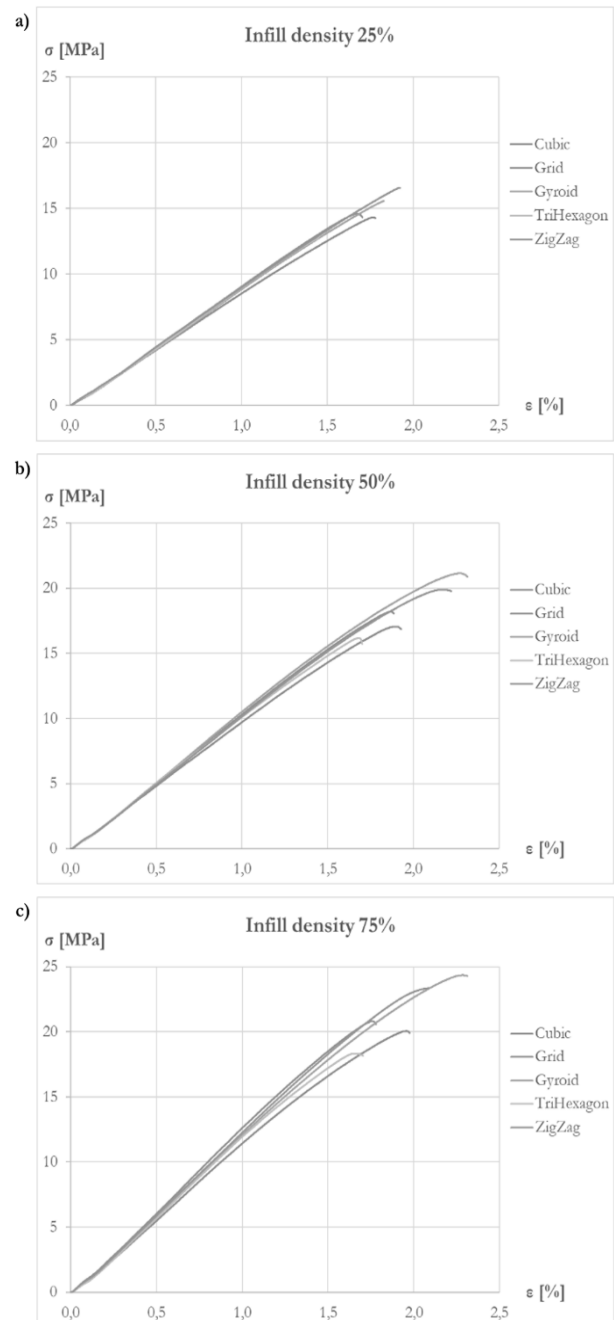 a)
Infill density 25%
σ [MPa]
25
20
15
10
5
0
0,0 0,5 1,0 1,5 2,0 2,5
ε [%]
Cubic
Grid
Gyroid
TriHexagon
ZigZag
b)
Infill density 50%
σ [MPa]
25
20
15
10
5
0
0,0 0,5 1,0 1,5 2,0 2,5
ε [%]
Cubic
Grid
Gyroid
TriHexagon
ZigZag
c)
Infill density 75%
σ [MPa]
25
20
15
10
5
0
0,0 0,5 1,0 1,5 2,0 2,5
ε [%]
Cubic
Grid
Gyroid
TriHexagon
ZigZag